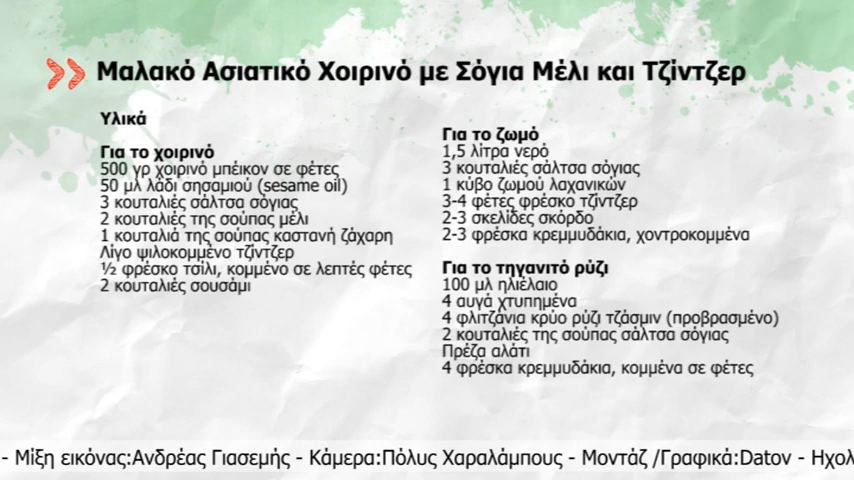 Μαλακό Ασιατικό Χοιρινό με Σόγια Μέλι και Τζίντζερ
Υλικά
Για το χοιρινό
500 γρ χοιρινό μπέικον σε φέτες
50 μλ λάδι σησαμιού (sesame oil)
3 κουταλιές σάλτσα σόγιας
2 κουταλιές της σούπας μέλι
1 κουταλιά της σούπας καστανή ζάχαρη
Λίγο ψιλοκομμένο τζίντζερ
½ φρέσκο τσίλι, κομμένο σε λεπτές φέτες
2 κουταλιές σουσάμι
Για το ζωμό
1,5 λίτρα νερό
3 κουταλιές σάλτσα σόγιας
1 κύβο ζωμού λαχανικών
3-4 φέτες φρέσκο τζίντζερ
2-3 σκελίδες σκόρδο
2-3 φρέσκα κρεμμυδάκια, χοντροκομμένα
Για το τηγανιτό ρύζι
100 μλ ηλιέλαιο
4 αυγά χτυπημένα
4 φλιτζάνια κρύο ρύζι τζάσμιν (προβρασμένο)
2 κουταλιές της σούπας σάλτσα σόγιας
Πρέζα αλάτι
4 φρέσκα κρεμμυδάκια, κομμένα σε φέτες
- Μίξη εικόνας:Ανδρέας Γιασεμής - Κάμερα:Πόλυς Χαραλάμπους - Μοντάζ /Γραφικά:Datov - Ηχολ